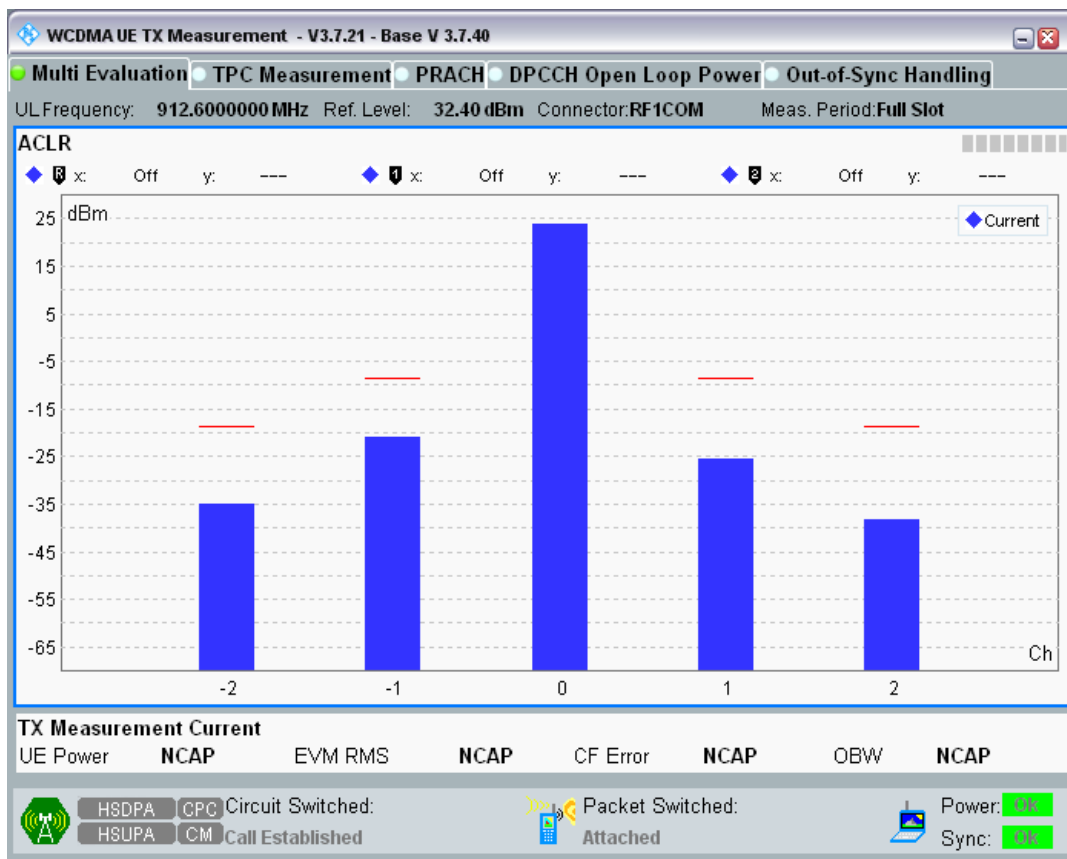 WCDMA UE TX Measurement - V3.7.21 - Base V 3.7.40
Multi Evaluation TPC Measurement PRACH DPCCH Open Loop Power Out-of-Sync Handling
UL Frequency: 912.6000000 MHz Ref. Level: 32.40 dBm Connector:RF1COM Meas. Period:Full Slot
ACLR
R x: Off y: --- 1 x: Off y: --- 2 x: Off y: ---
dBm
Current
25
15
5
-5
-15
-25
-35
-45
-55
-65
Ch
-2 -1 0 1 2
TX Measurement Current
UE Power NCAP EVM RMS NCAP CF Error NCAP OBW NCAP
HSDPA CPC Circuit Switched: Packet Switched: Power: Ok
HSUPA CM Call Established Attached Sync: Ok